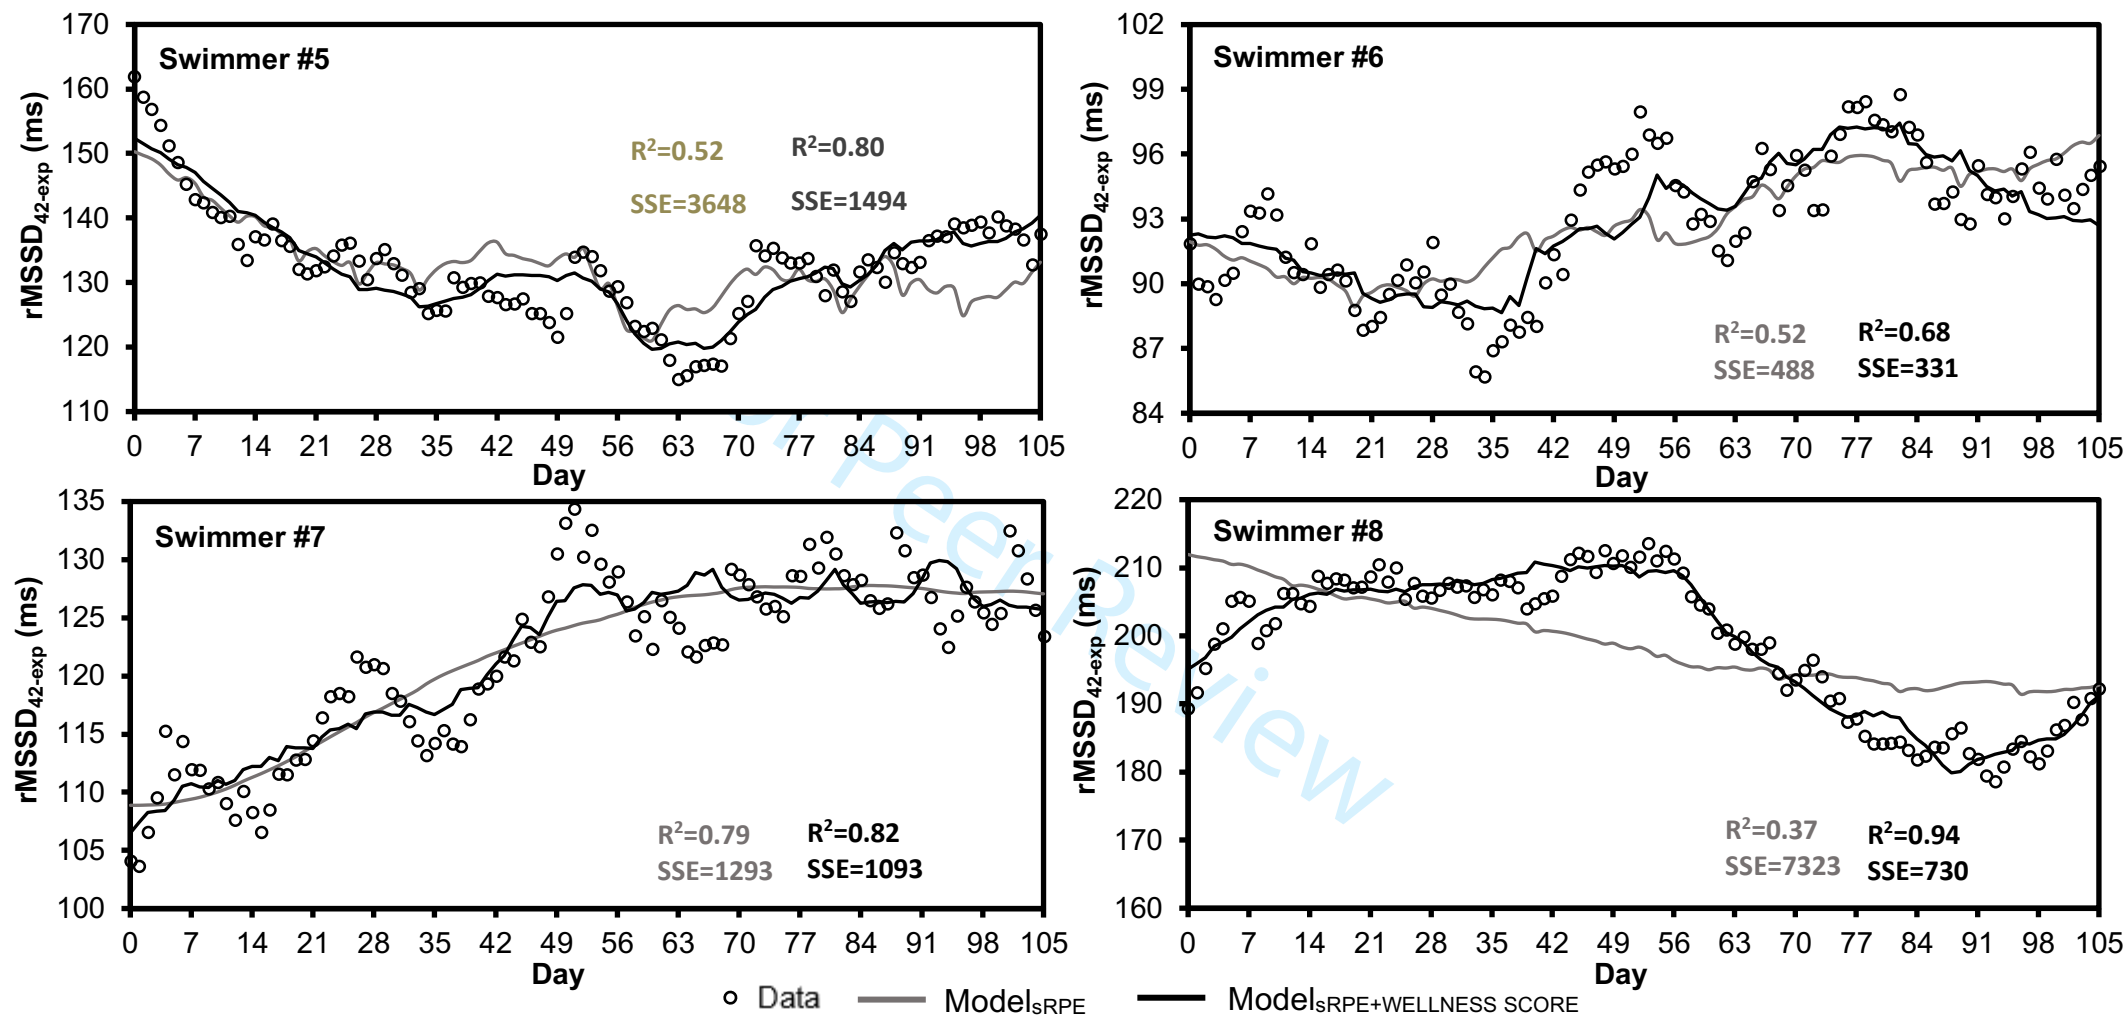 Swimmer #5
rMSSD42-exp (ms)
170
160
150
140
130
120
110
R2=0.52
R2=0.80
SSE=3648
SSE=1494
0 7 14 21 28 35 42 49 56 63 70 77 84 91 98 105
Day
Swimmer #6
rMSSD42-exp (ms)
102
99
96
93
90
87
84
R2=0.52
R2=0.68
SSE=488
SSE=331
0 7 14 21 28 35 42 49 56 63 70 77 84 91 98 105
Day
Swimmer #7
rMSSD42-exp (ms)
135
130
125
120
115
110
105
100
R2=0.79
R2=0.82
SSE=1293
SSE=1093
0 7 14 21 28 35 42 49 56 63 70 77 84 91 98 105
Day
Swimmer #8
rMSSD42-exp (ms)
220
210
200
190
180
170
160
R2=0.37
R2=0.94
SSE=7323
SSE=730
0 7 14 21 28 35 42 49 56 63 70 77 84 91 98 105
Day
Data ModelsRPE ModelsRPE+WELLNESS SCORE
Peer Review